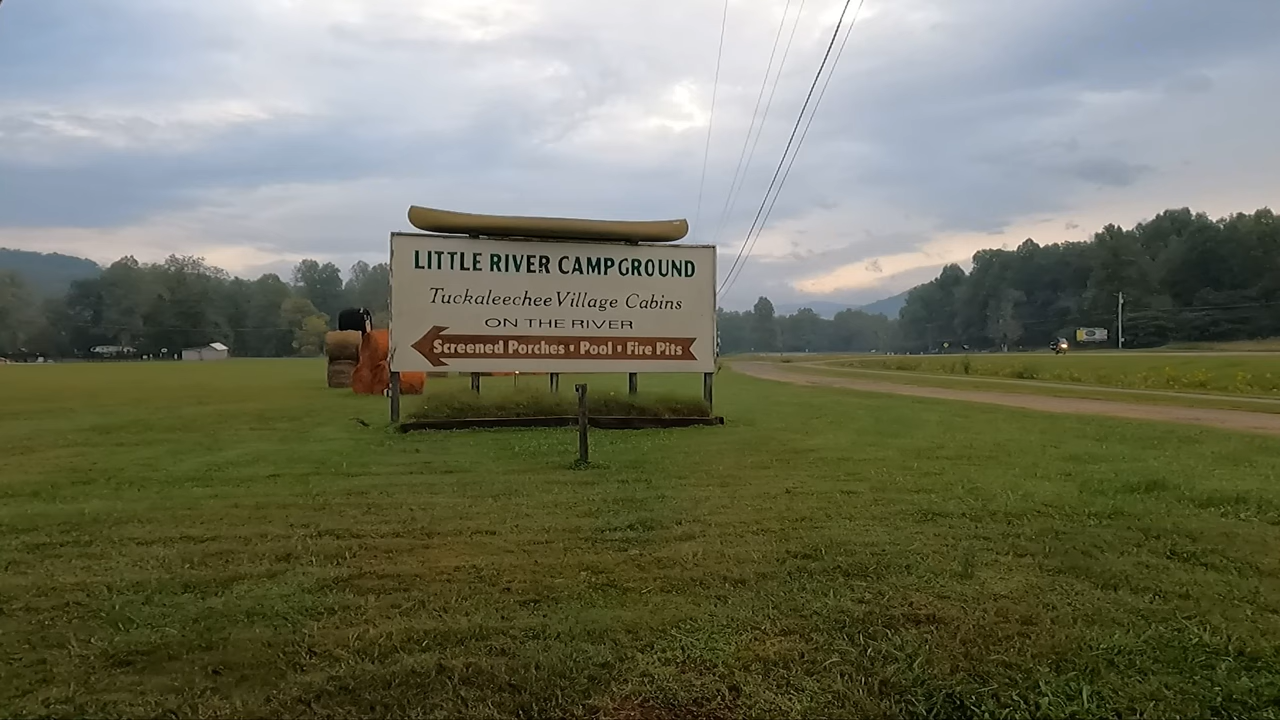 LITTLE RIVER CAMPGROUND
Tuckaleechee Village Cabins
ON THE RIVER
Screened Porches • Pool • Fire Pits